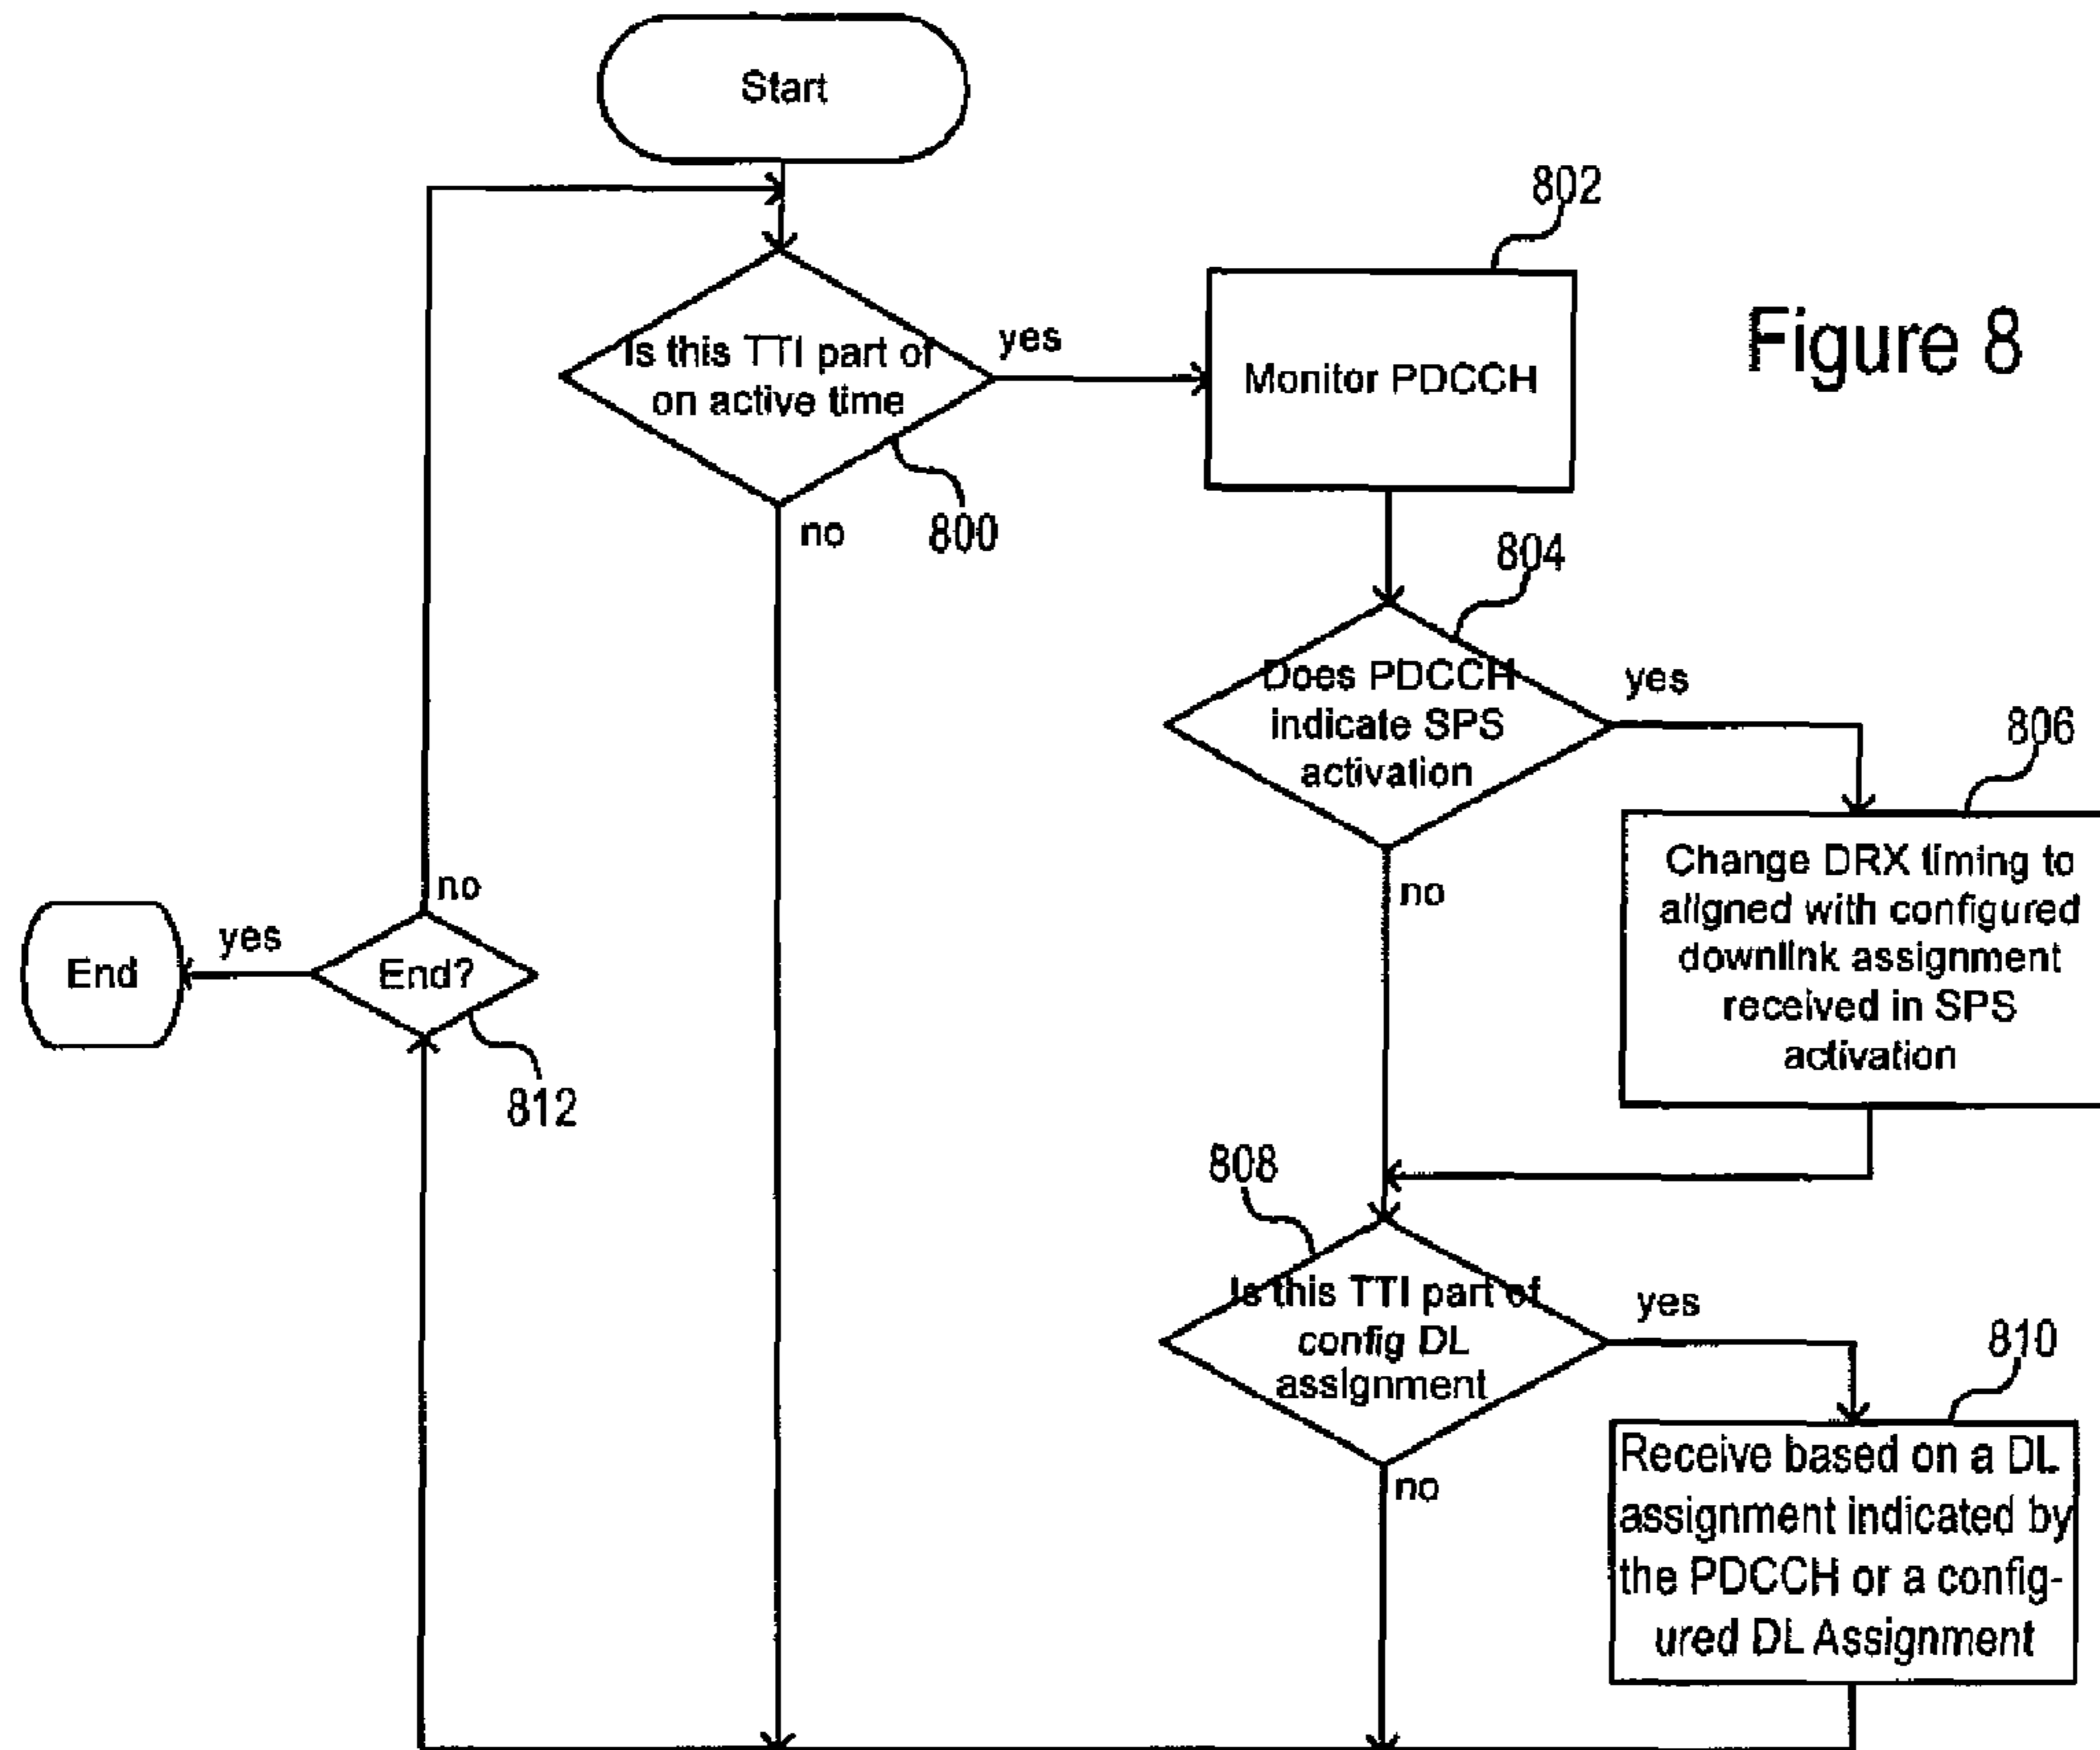 Start
802
Figure 8
Is this TTI part of
on active time
yes
Monitor PDCCH
no
800
804
Does PDCCH
indicate SPS
activation
yes
806
no
Change DRX timing to
aligned with configured
downlink assignment
received in SPS
activation
no
yes
End
End?
812
808
Is this TTI part of
config DL
assignment
yes
810
no
Receive based on a DL
assignment indicated by
the PDCCH or a config-
ured DL Assignment